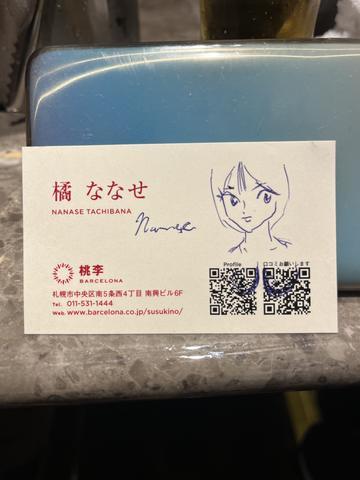 橘 ななせ
NANASE TACHIBANA
Nanase
桃李
BARCELONA
Profile
口コミお願いします
札幌市中央区南5条西4丁目 南興ビル6F
Tel. 011-531-1444
Web. www.barcelona.co.jp/susukino/